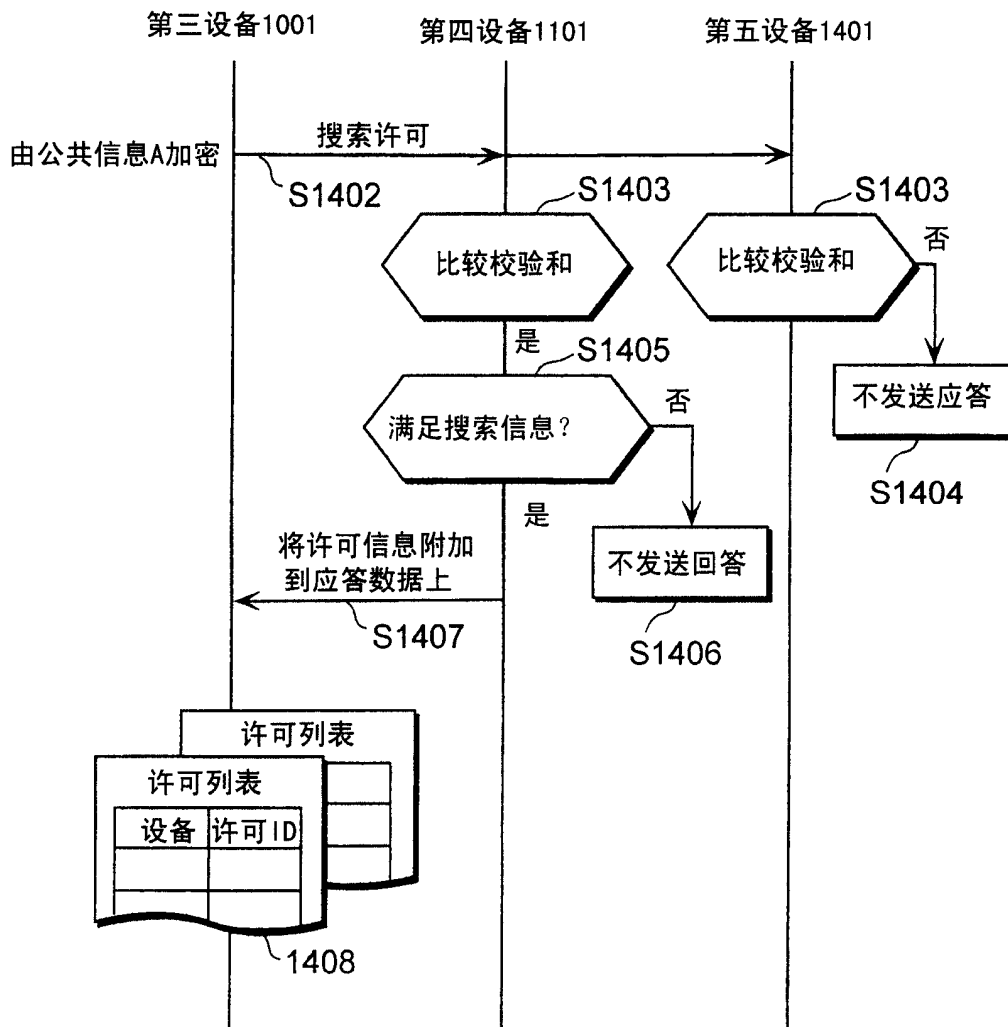 第三设备1001
第四设备1101
第五设备1401
由公共信息A加密
搜索许可
S1402
S1403
S1403
比较校验和
比较校验和
否
是
S1405
不发送应答
满足搜索信息?
否
S1404
是
将许可信息附加
到应答数据上
不发送回答
S1407
S1406
许可列表
许可列表
设备
许可ID
1408